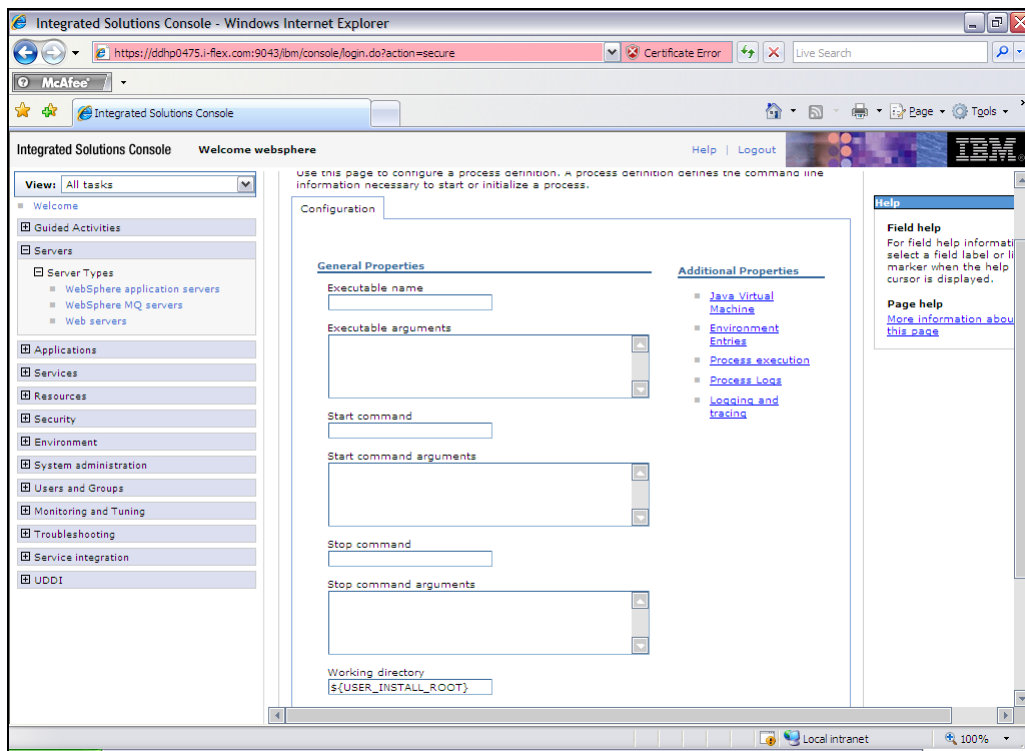 Integrated Solutions Console - Windows Internet Explorer
https://ddhp0475.i-flex.com:9043/ibm/console/login.do?action=secure
Certificate Error
Live Search
McAfee
Integrated Solutions Console
Page
Tools
Integrated Solutions Console Welcome websphere
Help | Logout
IBM
View: All tasks
Welcome
Guided Activities
Servers
Server Types
WebSphere application servers
WebSphere MQ servers
Web servers
Applications
Services
Resources
Security
Environment
System administration
Users and Groups
Monitoring and Tuning
Troubleshooting
Service integration
UDDI
Use this page to configure a process definition. A process definition defines the command line
information necessary to start or initialize a process.
Configuration
General Properties
Executable name
Executable arguments
Start command
Start command arguments
Stop command
Stop command arguments
Working directory
${USER_INSTALL_ROOT}
Additional Properties
Java Virtual
Machine
Environment
Entries
Process execution
Process Logs
Logging and
tracing
Help
Field help
For field help informati
select a field label or li
marker when the help
cursor is displayed.
Page help
More information abou
this page
Local intranet
100%